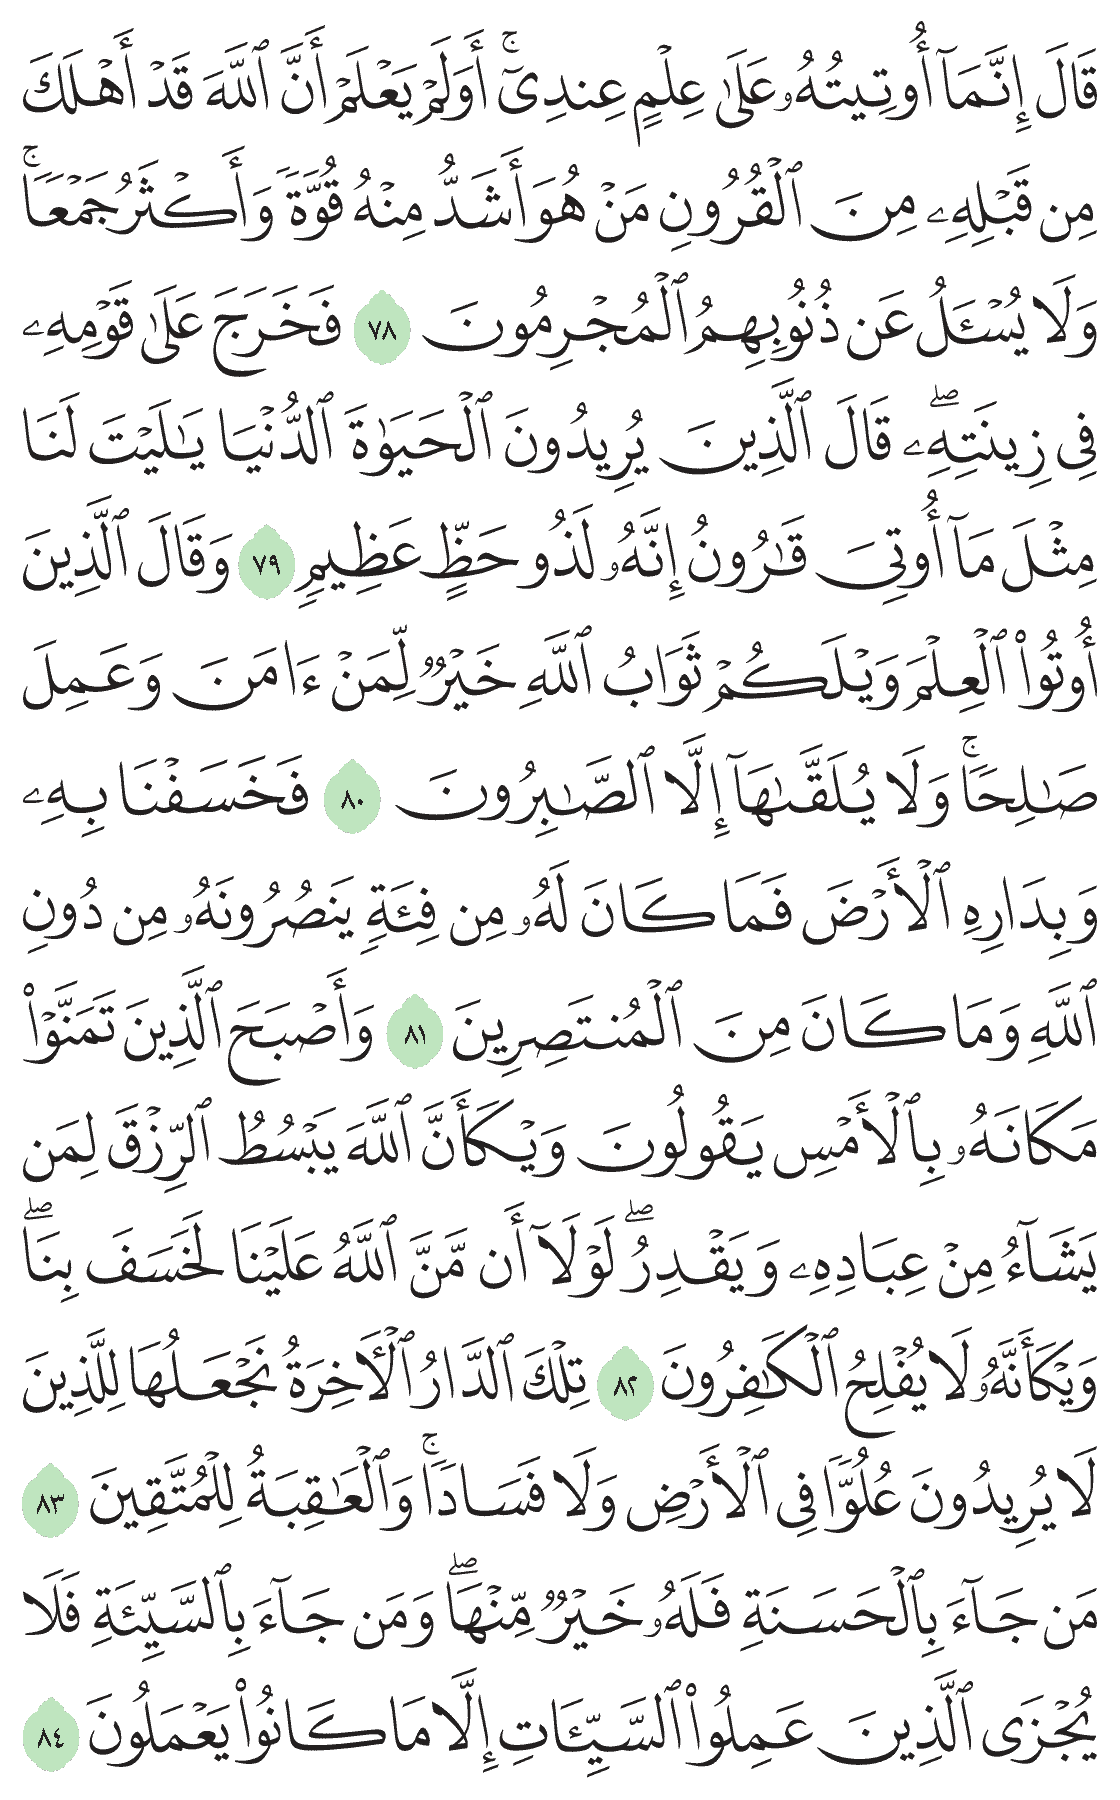 قَالَ إِنَّمَآ أُوتِيتُهُۥ عَلَىٰ عِلْمٍ عِندِىٓ ۚ أَوَلَمْ يَعْلَمْ أَنَّ ٱللَّهَ قَدْ أَهْلَكَ
مِن قَبْلِهِۦ مِنَ ٱلْقُرُونِ مَنْ هُوَ أَشَدُّ مِنْهُ قُوَّةً وَأَكْثَرُ جَمْعًا ۚ
وَلَا يُسْـَٔلُ عَن ذُنُوبِهِمُ ٱلْمُجْرِمُونَ ٧٨ فَخَرَجَ عَلَىٰ قَوْمِهِۦ
فِى زِينَتِهِۦ ۖ قَالَ ٱلَّذِينَ يُرِيدُونَ ٱلْحَيَوٰةَ ٱلدُّنْيَا يَـٰلَيْتَ لَنَا
مِثْلَ مَآ أُوتِىَ قَـٰرُونُ إِنَّهُۥ لَذُو حَظٍّ عَظِيمٍ ٧٩ وَقَالَ ٱلَّذِينَ
أُوتُوا۟ ٱلْعِلْمَ وَيْلَكُمْ ثَوَابُ ٱللَّهِ خَيْرٌ لِّمَنْ ءَامَنَ وَعَمِلَ
صَـٰلِحًا ۚ وَلَا يُلَقَّىٰهَآ إِلَّا ٱلصَّـٰبِرُونَ ٨٠ فَخَسَفْنَا بِهِۦ
وَبِدَارِهِ ٱلْأَرْضَ فَمَا كَانَ لَهُۥ مِن فِئَةٍ يَنصُرُونَهُۥ مِن دُونِ
ٱللَّهِ وَمَا كَانَ مِنَ ٱلْمُنتَصِرِينَ ٨١ وَأَصْبَحَ ٱلَّذِينَ تَمَنَّوْا۟
مَكَانَهُۥ بِٱلْأَمْسِ يَقُولُونَ وَيْكَأَنَّ ٱللَّهَ يَبْسُطُ ٱلرِّزْقَ لِمَن
يَشَآءُ مِنْ عِبَادِهِۦ وَيَقْدِرُ ۖ لَوْلَآ أَن مَّنَّ ٱللَّهُ عَلَيْنَا لَخَسَفَ بِنَا ۖ
وَيْكَأَنَّهُۥ لَا يُفْلِحُ ٱلْكَـٰفِرُونَ ٨٢ تِلْكَ ٱلدَّارُ ٱلْـَٔاخِرَةُ نَجْعَلُهَا لِلَّذِينَ
لَا يُرِيدُونَ عُلُوًّا فِى ٱلْأَرْضِ وَلَا فَسَادًا ۚ وَٱلْعَـٰقِبَةُ لِلْمُتَّقِينَ ٨٣
مَن جَآءَ بِٱلْحَسَنَةِ فَلَهُۥ خَيْرٌ مِّنْهَا ۖ وَمَن جَآءَ بِٱلسَّيِّئَةِ فَلَا
يُجْزَى ٱلَّذِينَ عَمِلُوا۟ ٱلسَّيِّـَٔاتِ إِلَّا مَا كَانُوا۟ يَعْمَلُونَ ٨٤